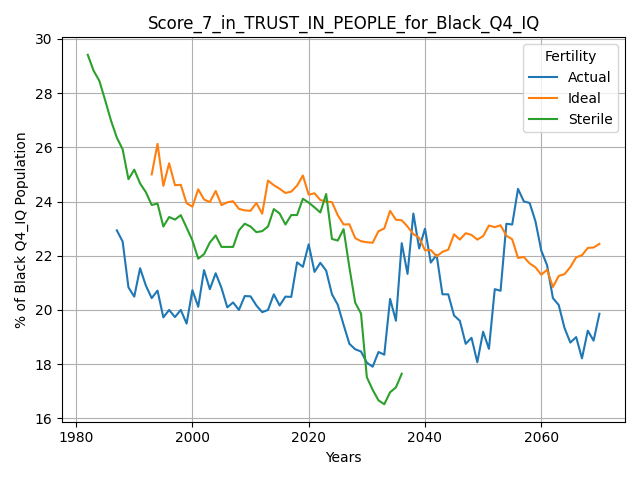 Score_7_in_TRUST_IN_PEOPLE_for_Black_Q4_IQ
Fertility
Actual
Ideal
Sterile
% of Black Q4_IQ Population
30
28
26
24
22
20
18
16
1980
2000
2020
2040
2060
Years